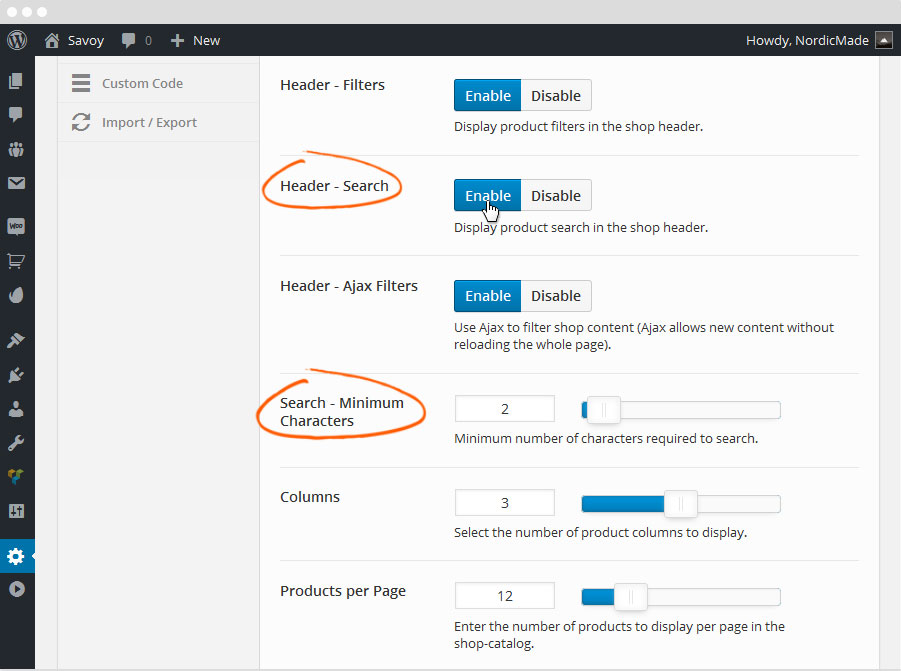 Savoy
0
New
Howdy, NordicMade
Custom Code
Import / Export
Header - Filters
Enable
Disable
Display product filters in the shop header.
Header - Search
Enable
Disable
Display product search in the shop header.
Header - Ajax Filters
Enable
Disable
Use Ajax to filter shop content (Ajax allows new content without
reloading the whole page).
Search - Minimum
Characters
2
Minimum number of characters required to search.
Columns
3
Select the number of product columns to display.
Products per Page
12
Enter the number of products to display per page in the
shop-catalog.
Woo